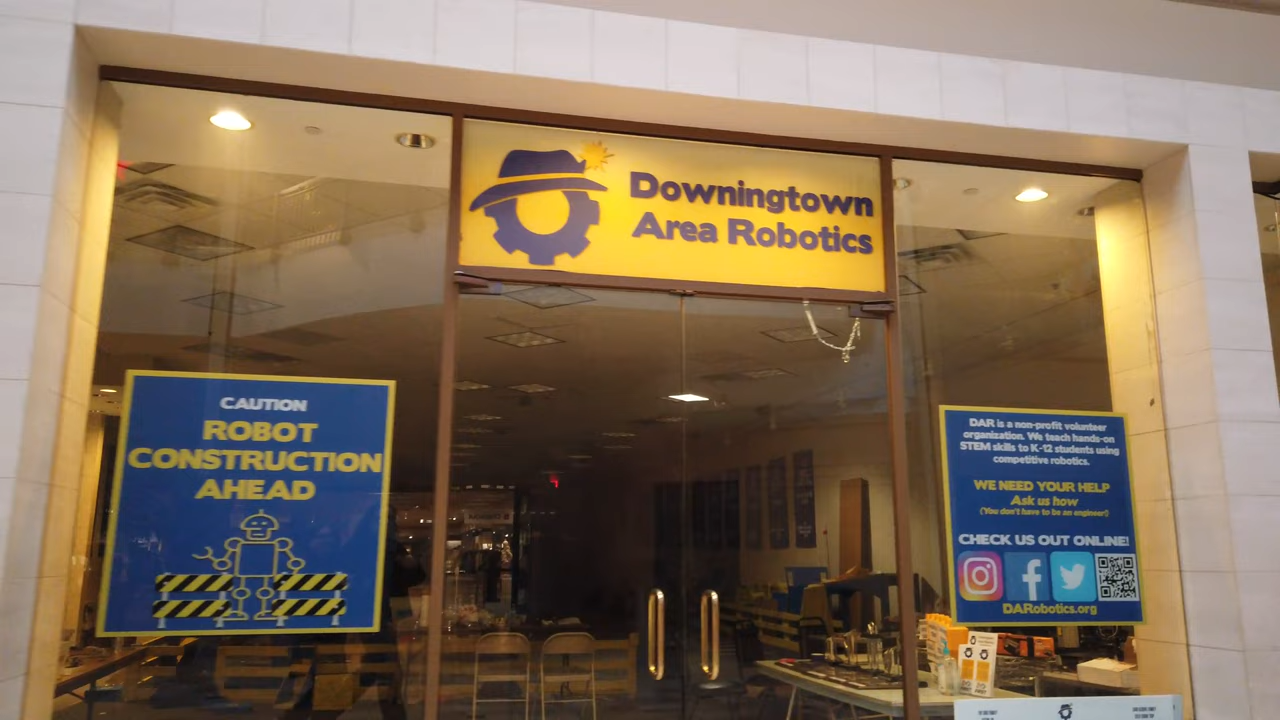 Downingtown
Area Robotics
CAUTION
ROBOT
CONSTRUCTION
AHEAD
DAR is a non-profit volunteer
organization. We teach hands-on
STEM skills to K-12 students using
competitive robotics.
WE NEED YOUR HELP
Ask us how
(You don't have to be an engineer!)
CHECK US OUT ONLINE!
DARobotics.org